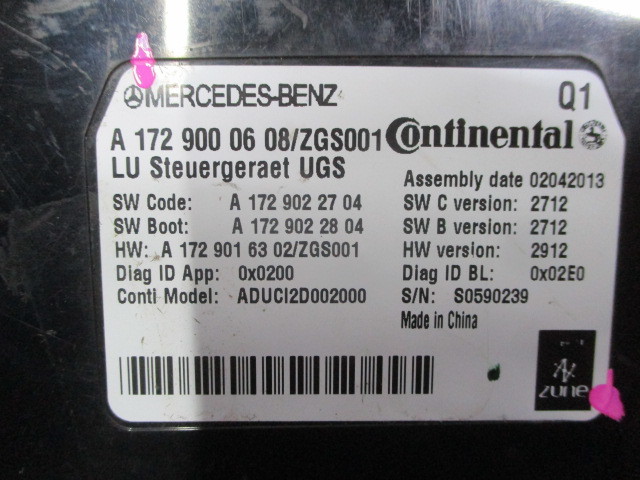 MERCEDES-BENZ
Q1
A 172 900 06 08/ZGS001
Continental
LU Steuergeraet UGS
Assembly date 02042013
SW Code: A 172 902 27 04
SW C version: 2712
SW Boot: A 172 902 28 04
SW B version: 2712
HW: A 172 901 63 02/ZGS001
HW version: 2912
Diag ID App: 0x0200
Diag ID BL: 0x02E0
Conti Model: ADUCI2D002000
S/N: S0590239
Made in China
zune